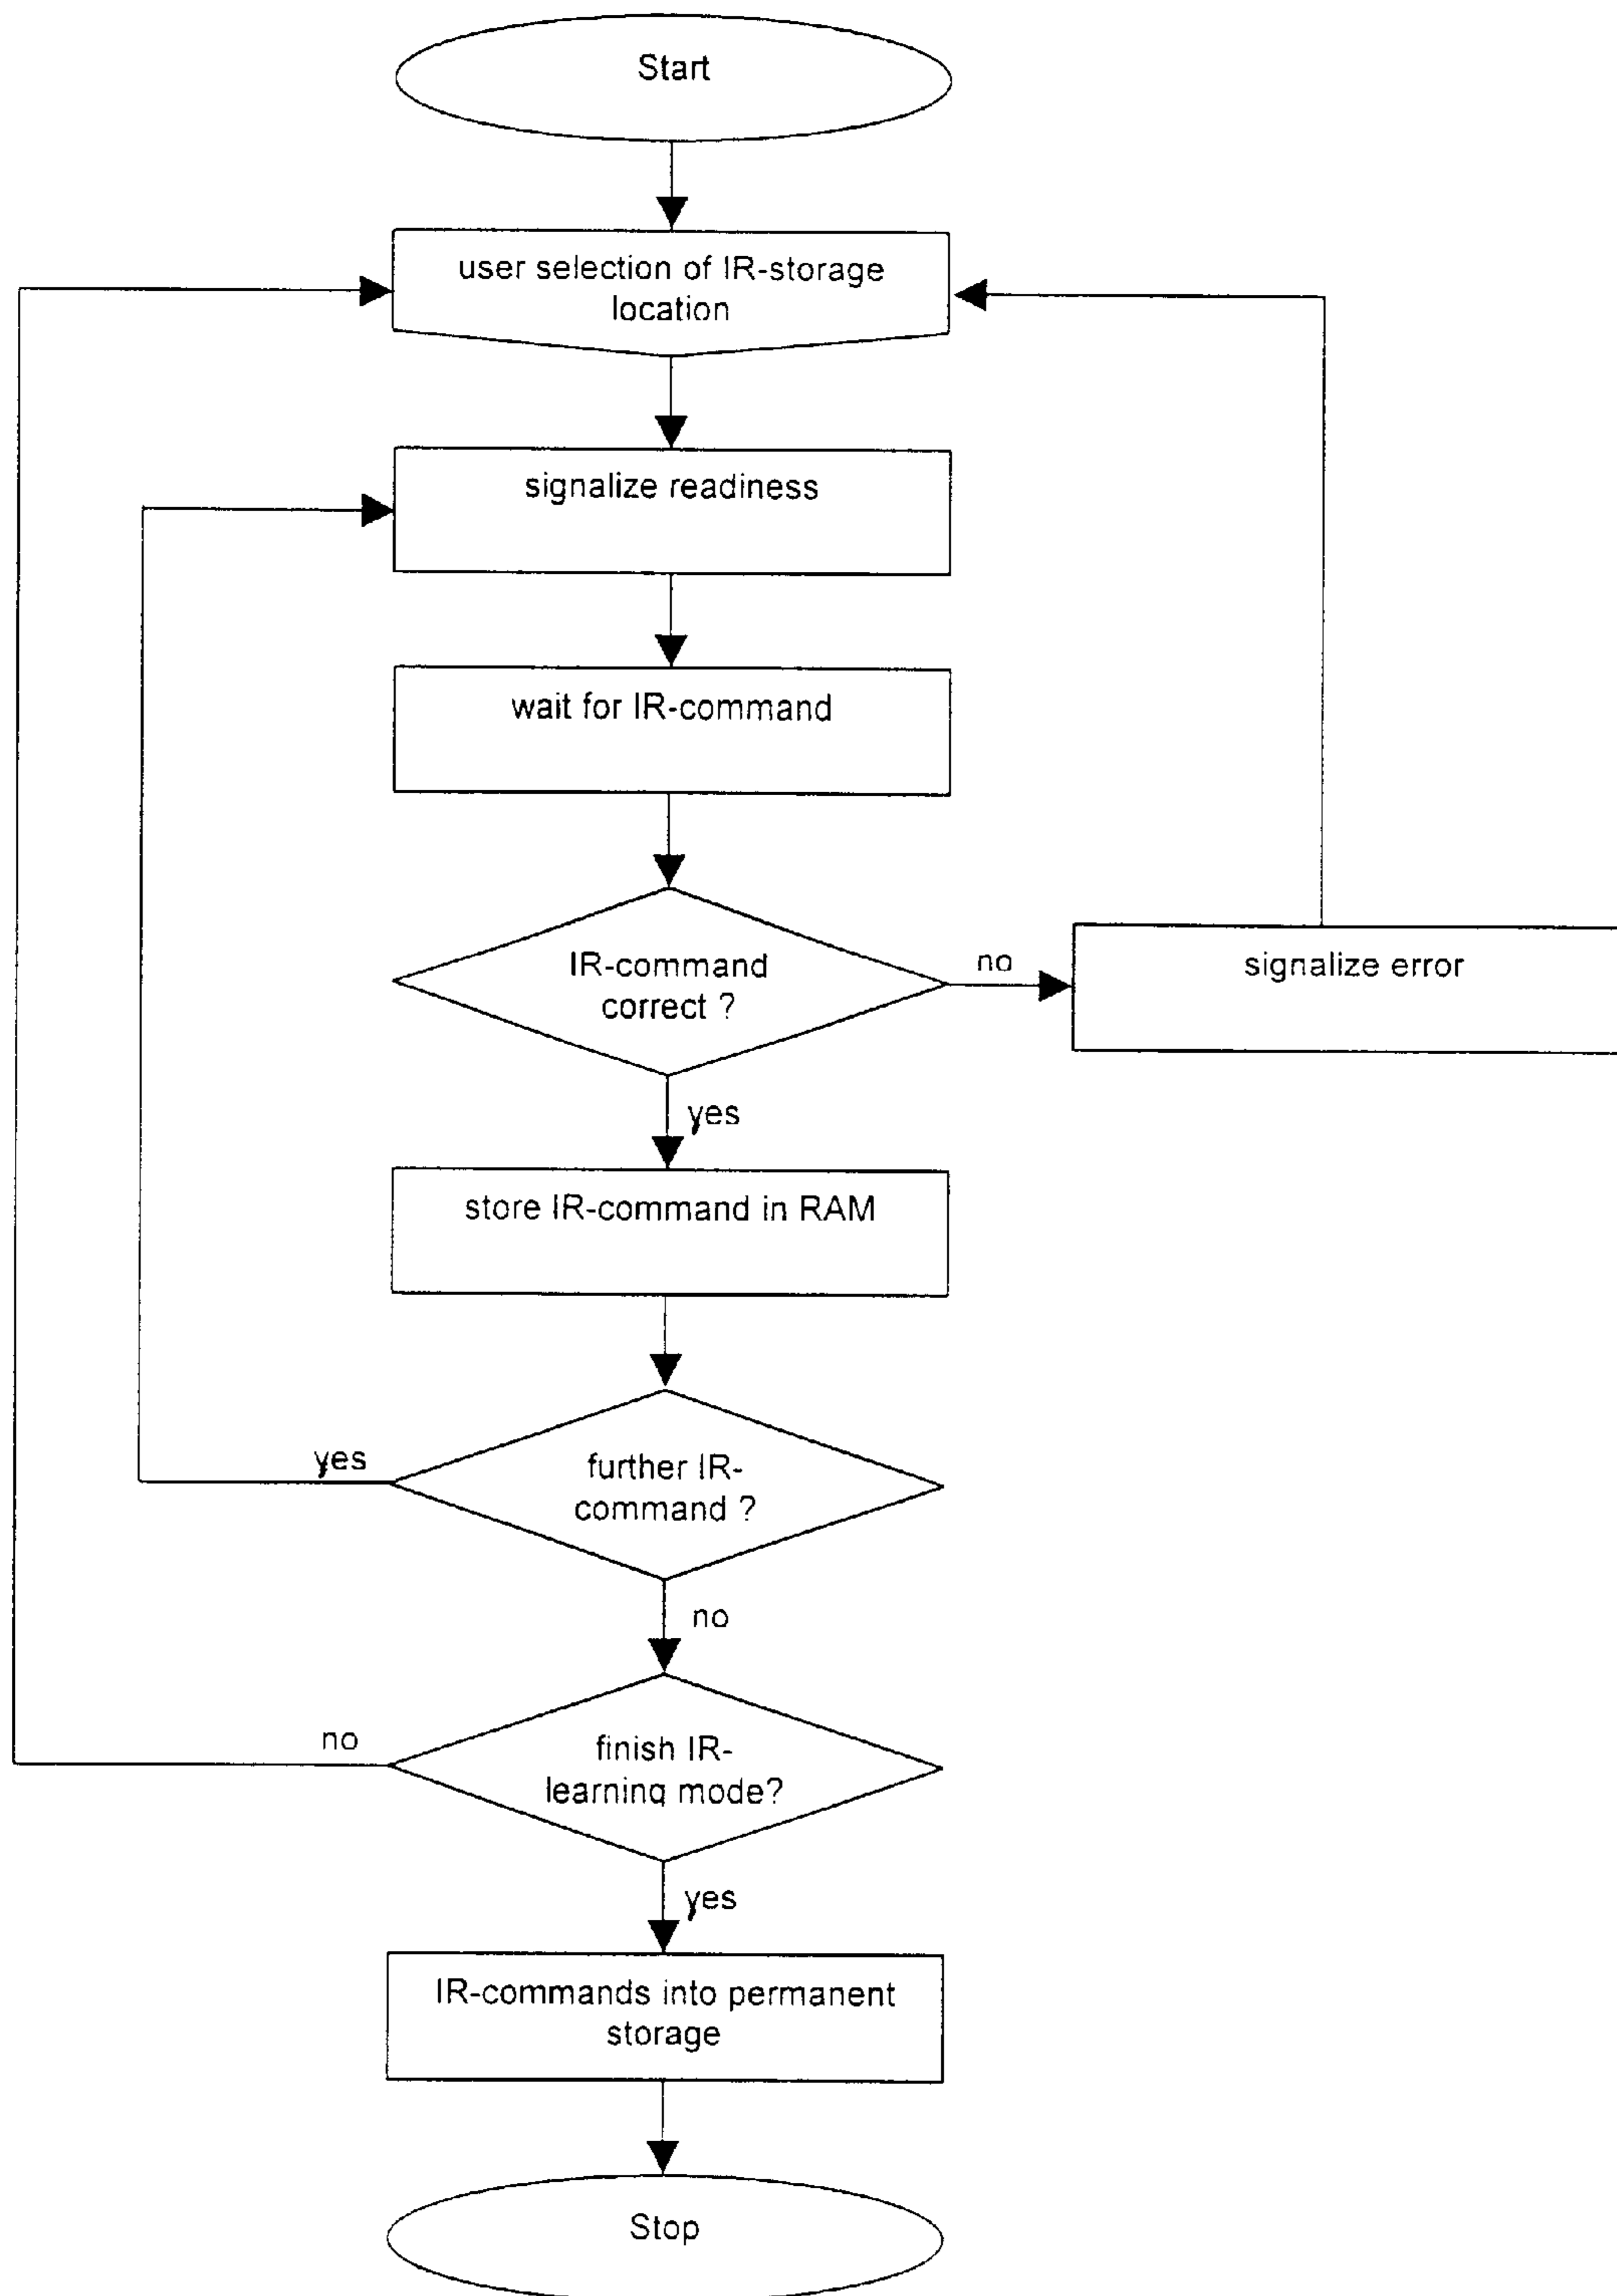 Start
user selection of IR-storage
location
signalize readiness
wait for IR-command
IR-command
correct ?
no
signalize error
yes
store IR-command in RAM
yes
further IR-
command ?
no
no
finish IR-
learning mode?
yes
IR-commands into permanent
storage
Stop